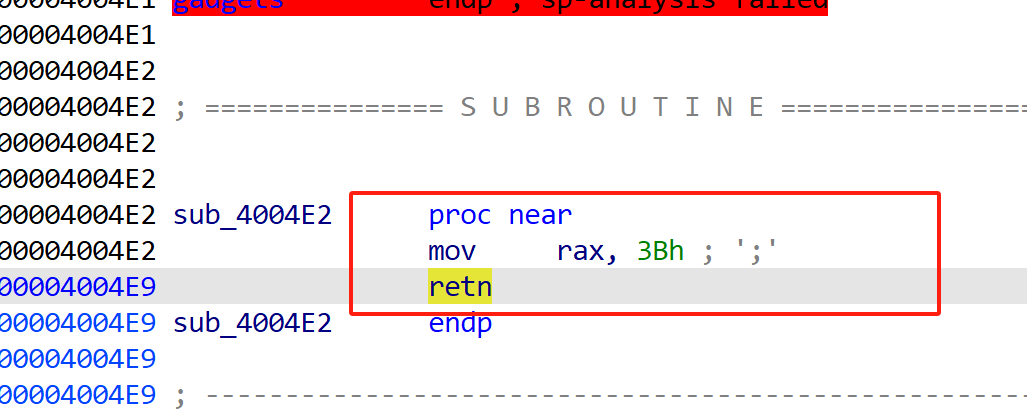 00004004E1 gadgets endp ; sp-analysis failed
00004004E1
00004004E2
00004004E2 ; =============== S U B R O U T I N E ================
00004004E2
00004004E2
00004004E2 sub_4004E2 proc near
00004004E2 mov rax, 3Bh ; ';'
00004004E9 retn
00004004E9 sub_4004E2 endp
00004004E9
00004004E9 ; ---------------------------------------------------